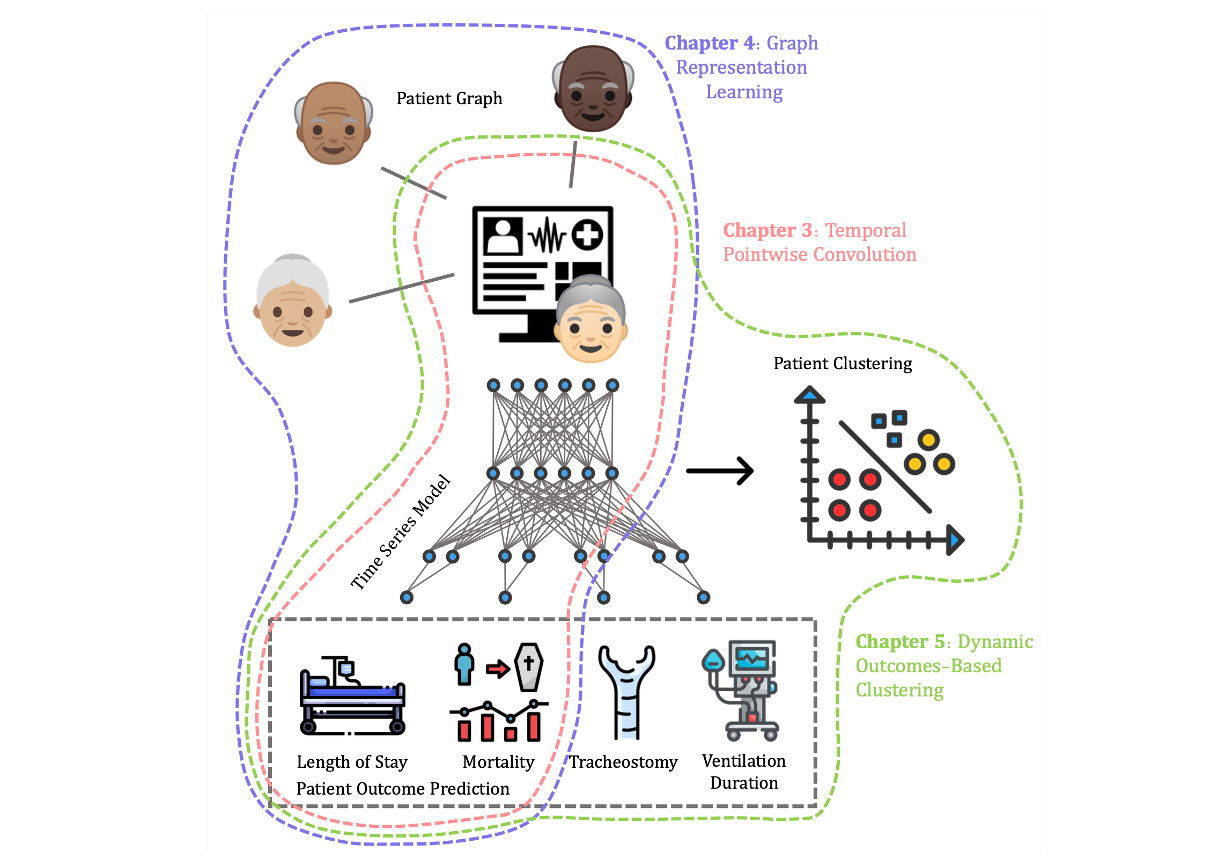 Chapter 4: Graph
Representation
Learning
Patient Graph
Chapter 3: Temporal
Pointwise Convolution
Patient Clustering
Time Series Model
Chapter 5: Dynamic
Outcomes-Based
Clustering
Length of Stay
Mortality
Tracheostomy
Ventilation
Duration
Patient Outcome Prediction